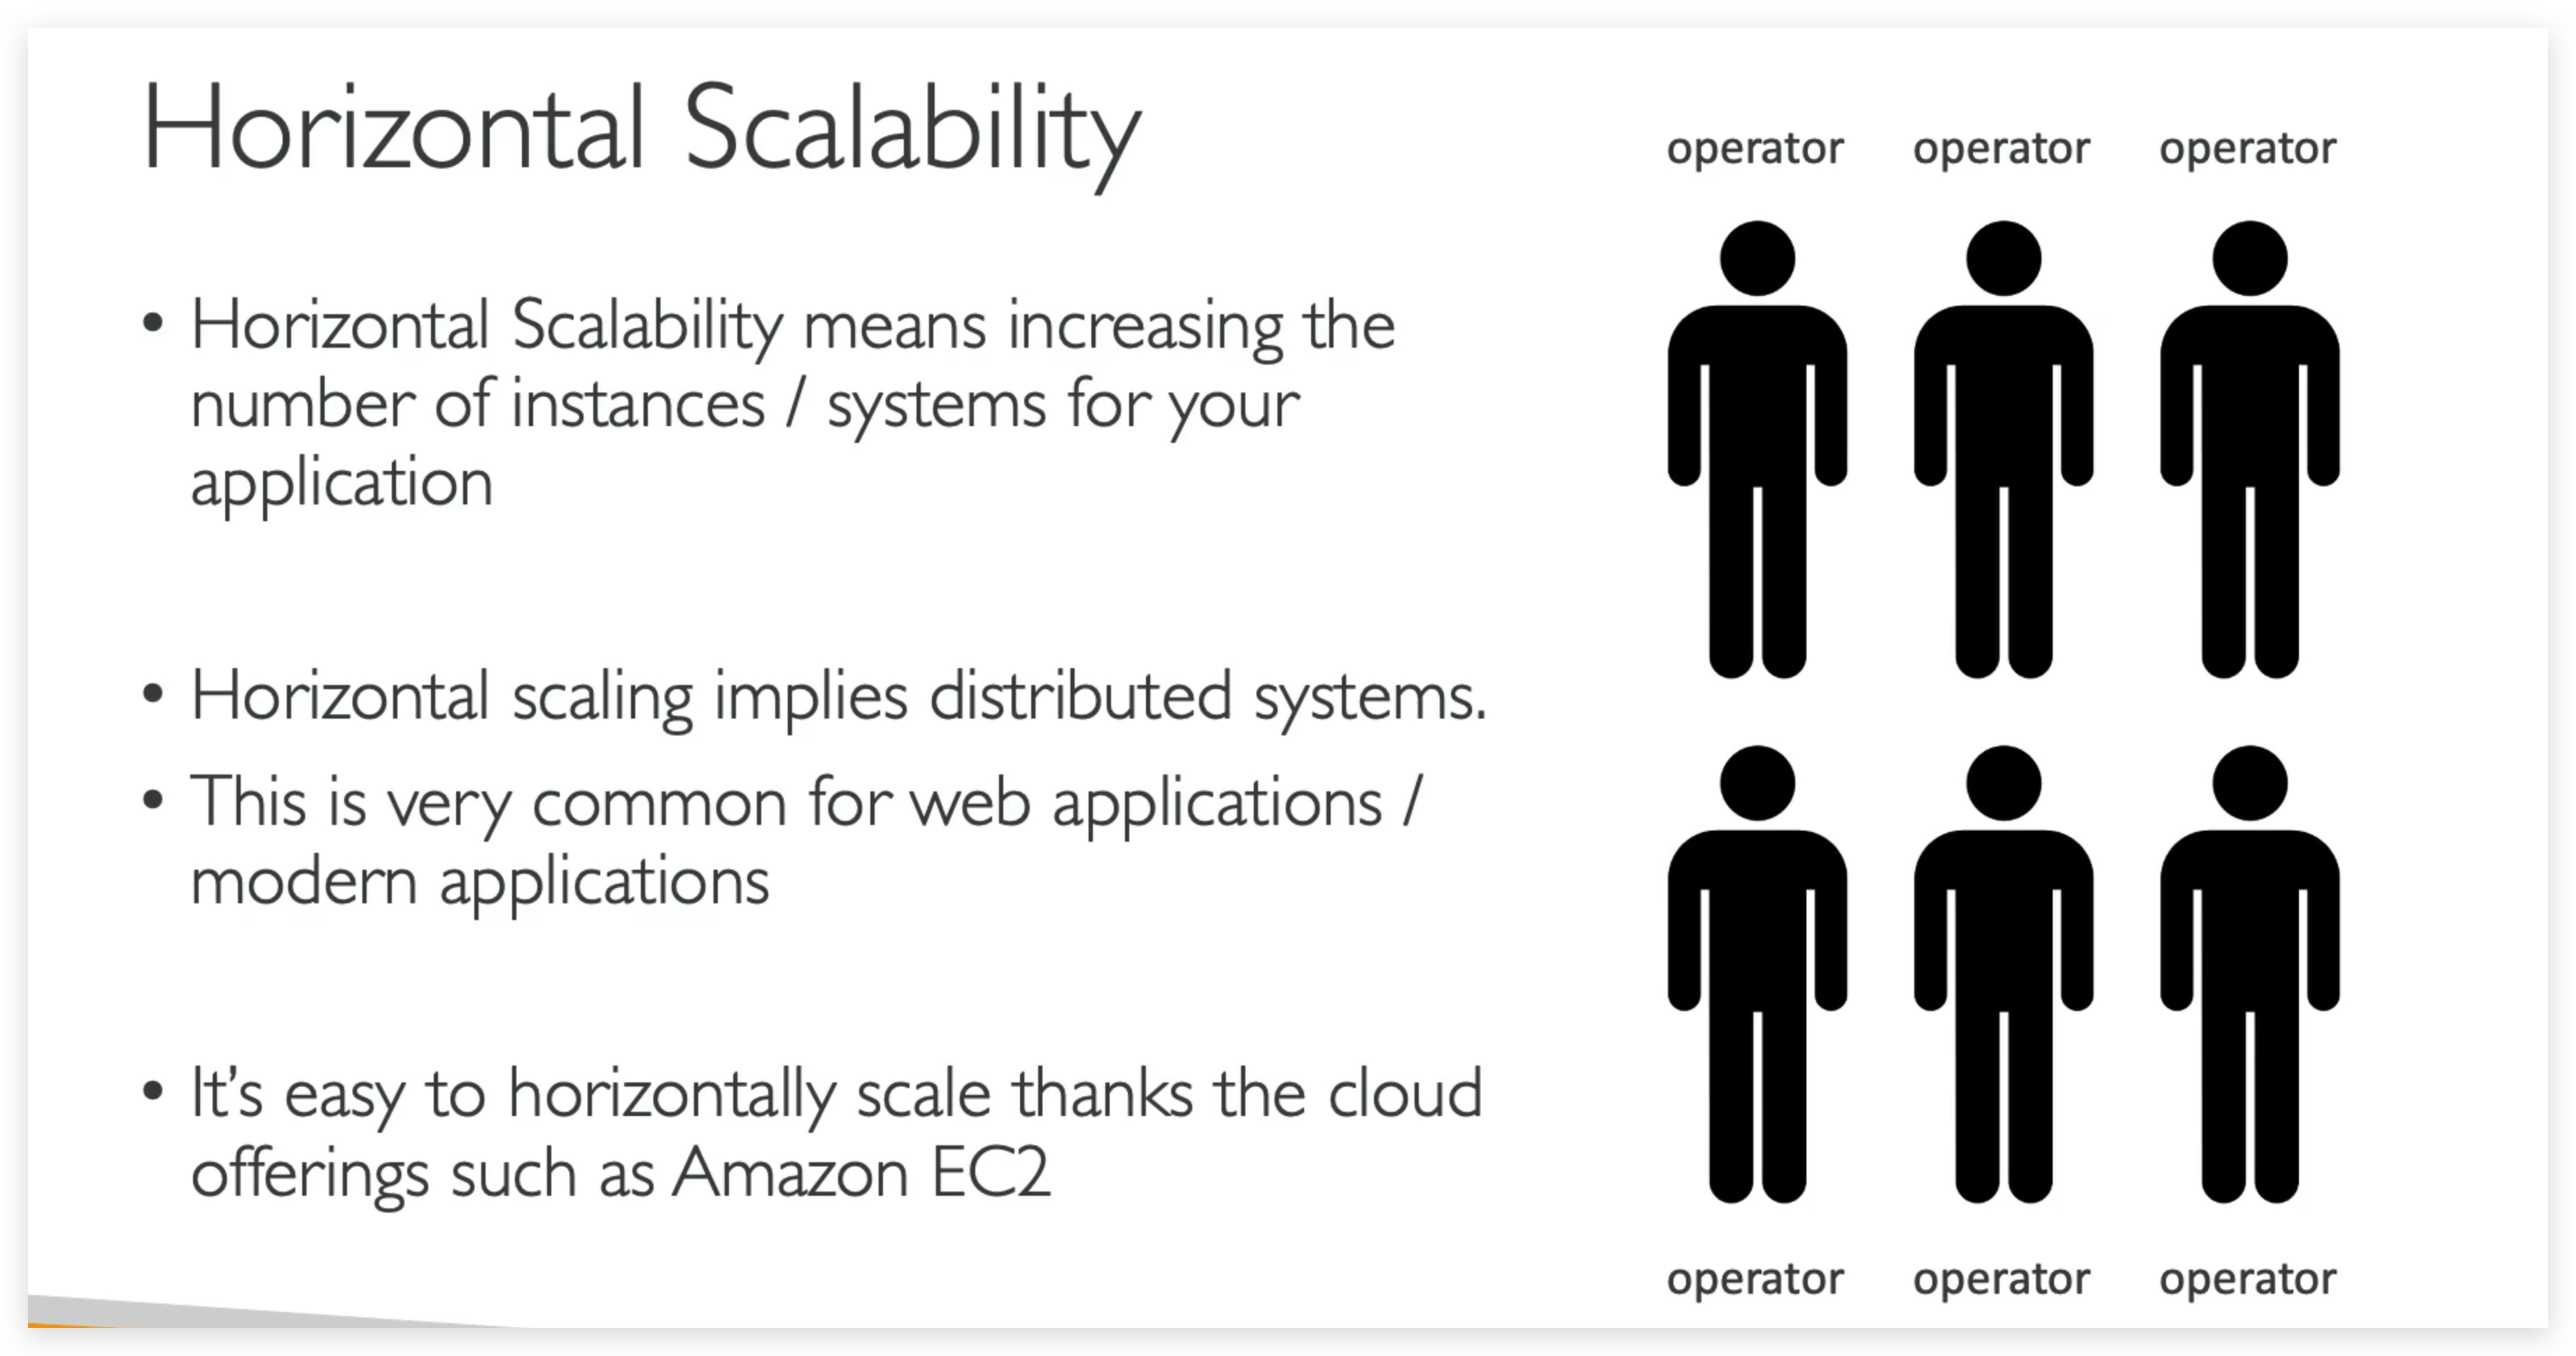 Horizontal Scalability
• Horizontal Scalability means increasing the
number of instances / systems for your
application
• Horizontal scaling implies distributed systems.
• This is very common for web applications /
modern applications
• It’s easy to horizontally scale thanks the cloud
offerings such as Amazon EC2
operator operator operator
operator operator operator